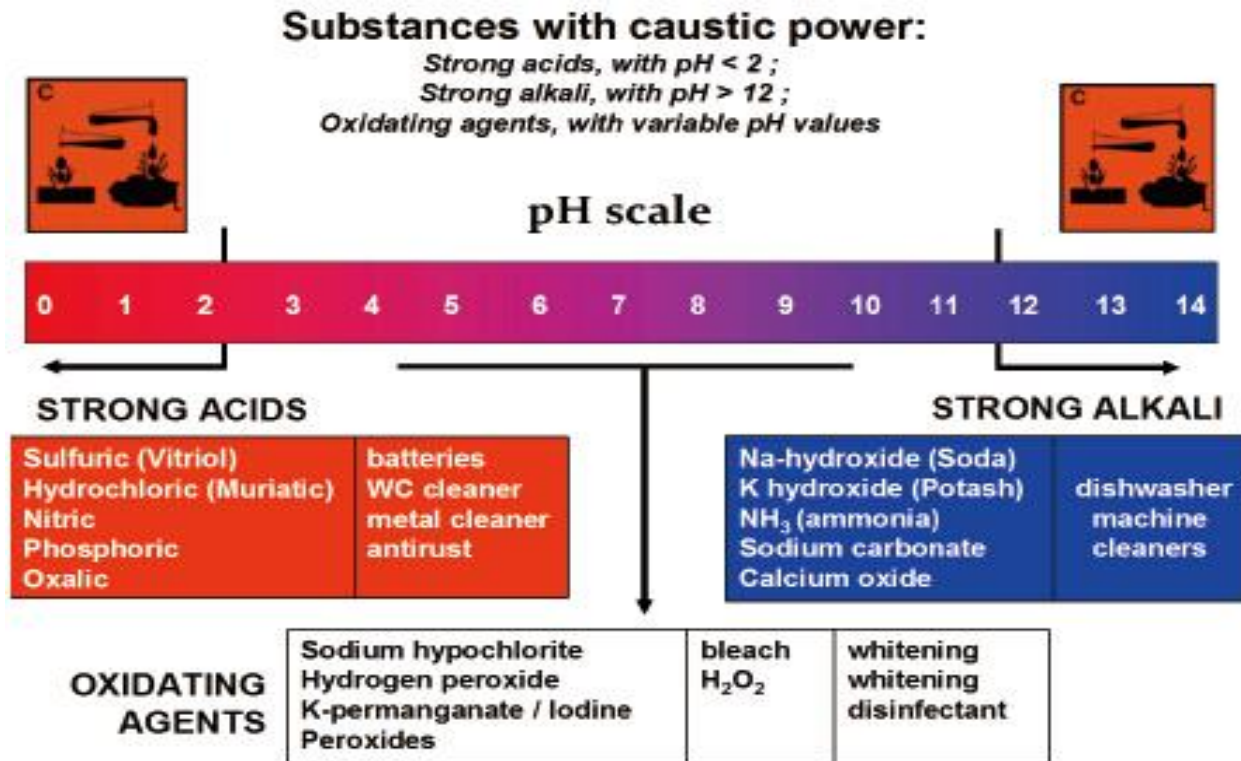 Substances with caustic power:
Strong acids, with pH < 2 ;
Strong alkali, with pH > 12 ;
Oxidating agents, with variable pH values
C
C
pH scale
0 1 2 3 4 5 6 7 8 9 10 11 12 13 14
STRONG ACIDS
Sulfuric (Vitriol) batteries
Hydrochloric (Muriatic) WC cleaner
Nitric metal cleaner
Phosphoric antirust
Oxalic
STRONG ALKALI
Na-hydroxide (Soda)
K hydroxide (Potash) dishwasher
NH₃ (ammonia) machine
Sodium carbonate cleaners
Calcium oxide
OXIDATING
AGENTS
Sodium hypochlorite bleach whitening
Hydrogen peroxide H₂O₂ whitening
K-permanganate / Iodine disinfectant
Peroxides